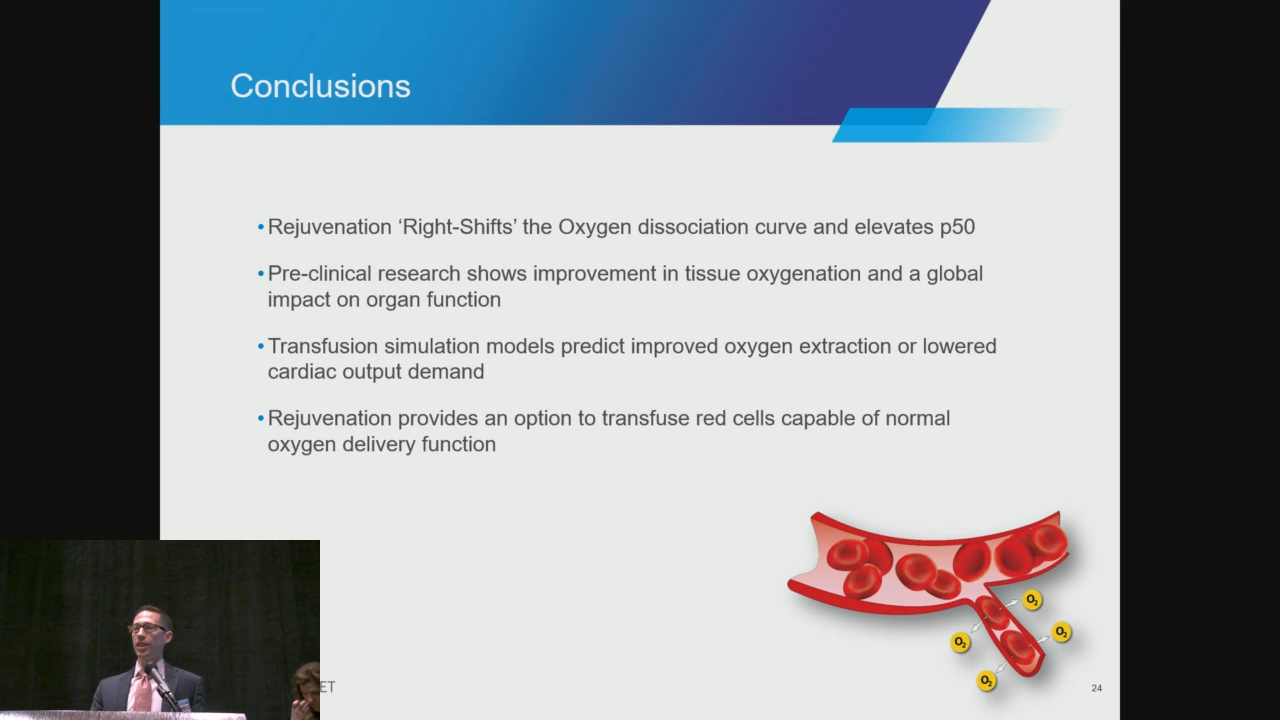 Conclusions
•Rejuvenation ‘Right-Shifts’ the Oxygen dissociation curve and elevates p50
•Pre-clinical research shows improvement in tissue oxygenation and a global
impact on organ function
•Transfusion simulation models predict improved oxygen extraction or lowered
cardiac output demand
•Rejuvenation provides an option to transfuse red cells capable of normal
oxygen delivery function
O₂
O₂
O₂
O₂
ET
24